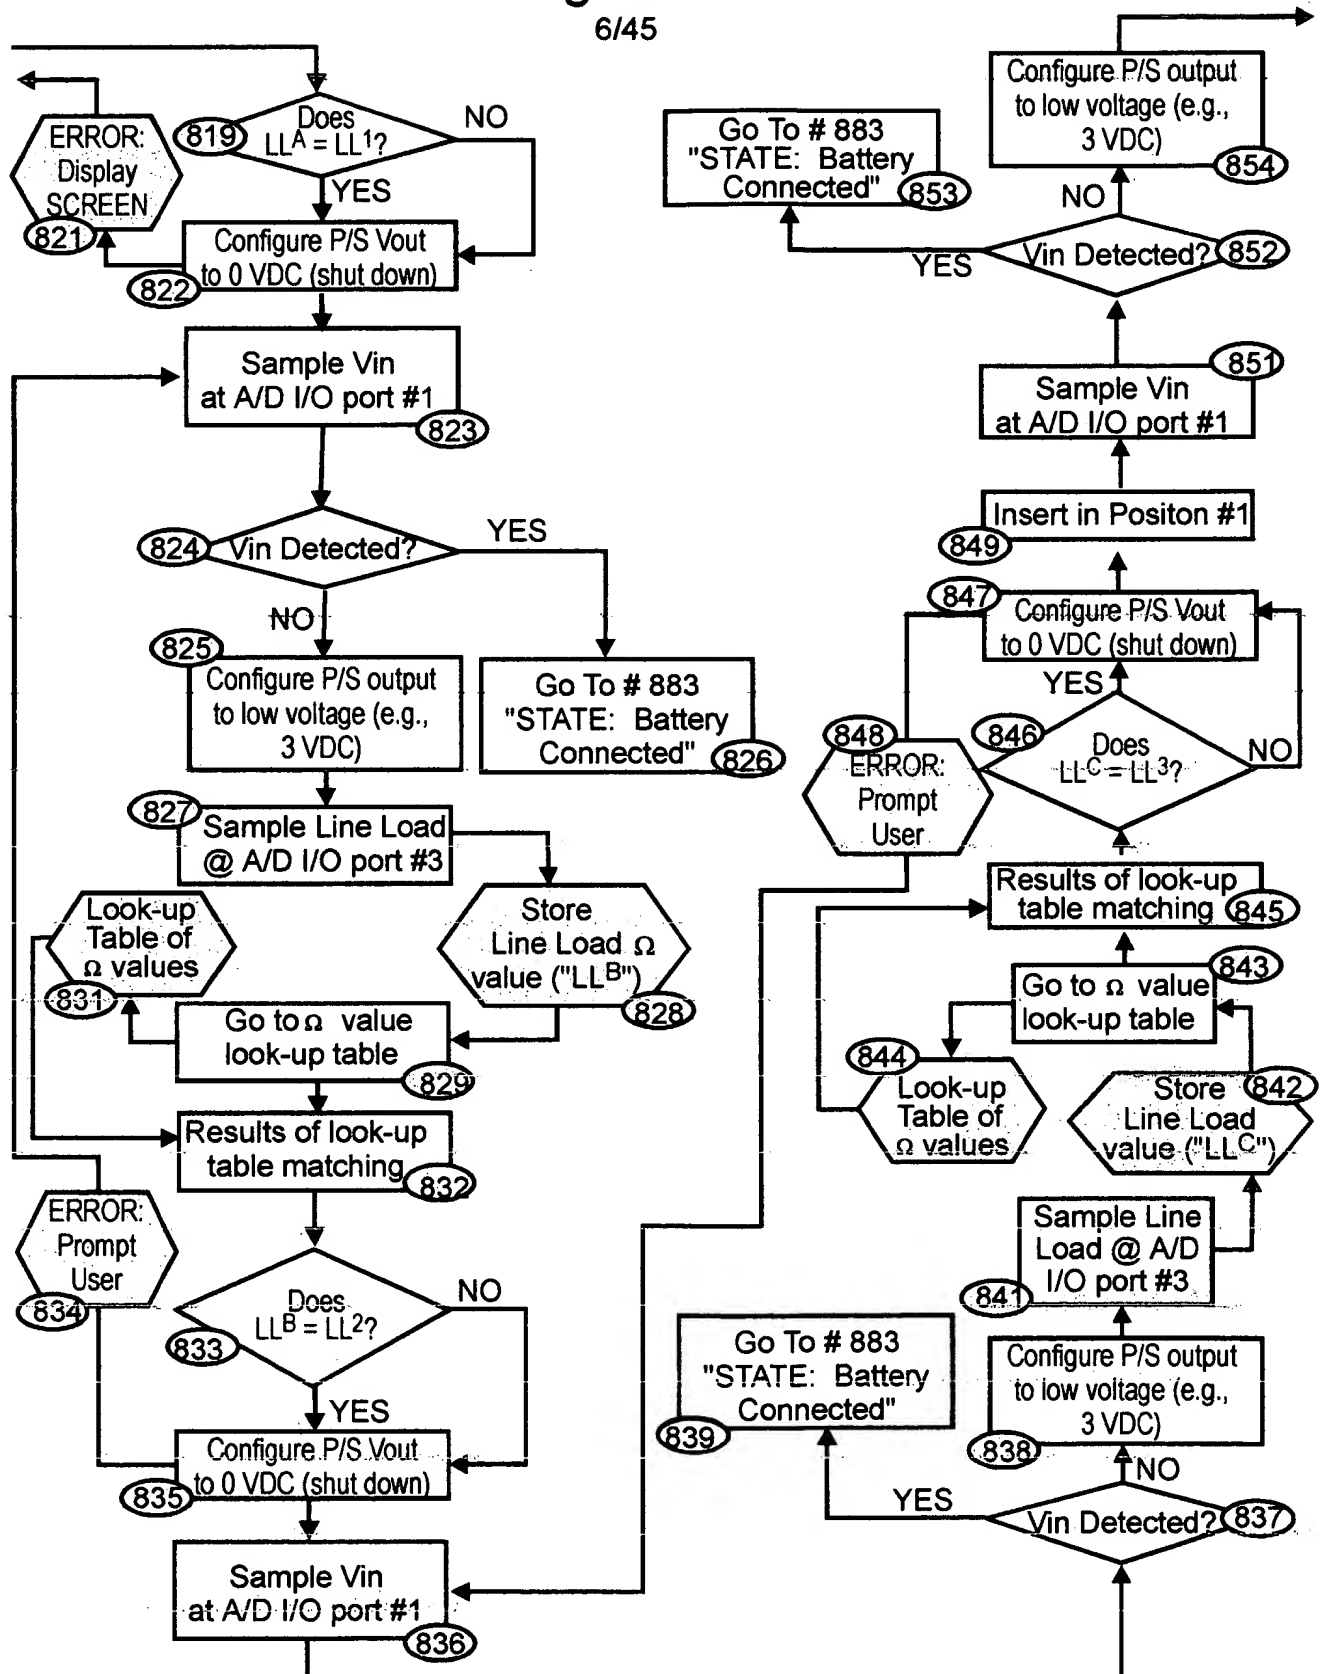 6/45
Does
LLA = LL1?
819
NO
YES
ERROR:
Display
SCREEN
821
Configure P/S Vout
to 0 VDC (shut down)
822
Sample Vin
at A/D I/O port #1
823
Vin Detected?
824
YES
NO
825
Configure P/S output
to low voltage (e.g.,
3 VDC)
Go To # 883
"STATE: Battery
Connected"
826
827
Sample Line Load
@ A/D I/O port #3
Look-up
Table of
Ω values
831
Store
Line Load Ω
value ("LLB")
828
Go to Ω value
look-up table
829
Results of look-up
table matching
832
ERROR:
Prompt
User
834
Does
LLB = LL2?
833
NO
YES
Configure P/S Vout
to 0 VDC (shut down)
835
Sample Vin
at A/D I/O port #1
836
Configure P/S output
to low voltage (e.g.,
3 VDC)
854
Go To # 883
"STATE: Battery
Connected"
853
NO
Vin Detected?
852
YES
851
Sample Vin
at A/D I/O port #1
Insert in Positon #1
849
847
Configure P/S Vout
to 0 VDC (shut down)
YES
848
ERROR:
Prompt
User
846
Does
LLC = LL3?
NO
Results of look-up
table matching
845
843
Go to Ω value
look-up table
844
Look-up
Table of
Ω values
Store
Line Load
value ("LLC")
842
Sample Line
Load @ A/D
I/O port #3
841
Go To # 883
"STATE: Battery
Connected"
839
Configure P/S output
to low voltage (e.g.,
3 VDC)
838
NO
YES
Vin Detected?
837